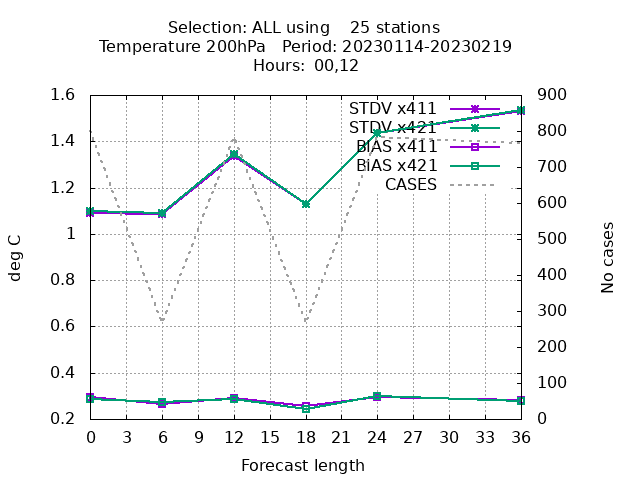 Selection: ALL using    25 stations
Temperature 200hPa   Period: 20230114-20230219
Hours:  00,12
STDV x411
STDV x421
BIAS x411
BIAS x421
CASES
deg C
1.6
1.4
1.2
1
0.8
0.6
0.4
0.2
900
800
700
600
500
400
300
200
100
0
No cases
0 3 6 9 12 15 18 21 24 27 30 33 36
Forecast length